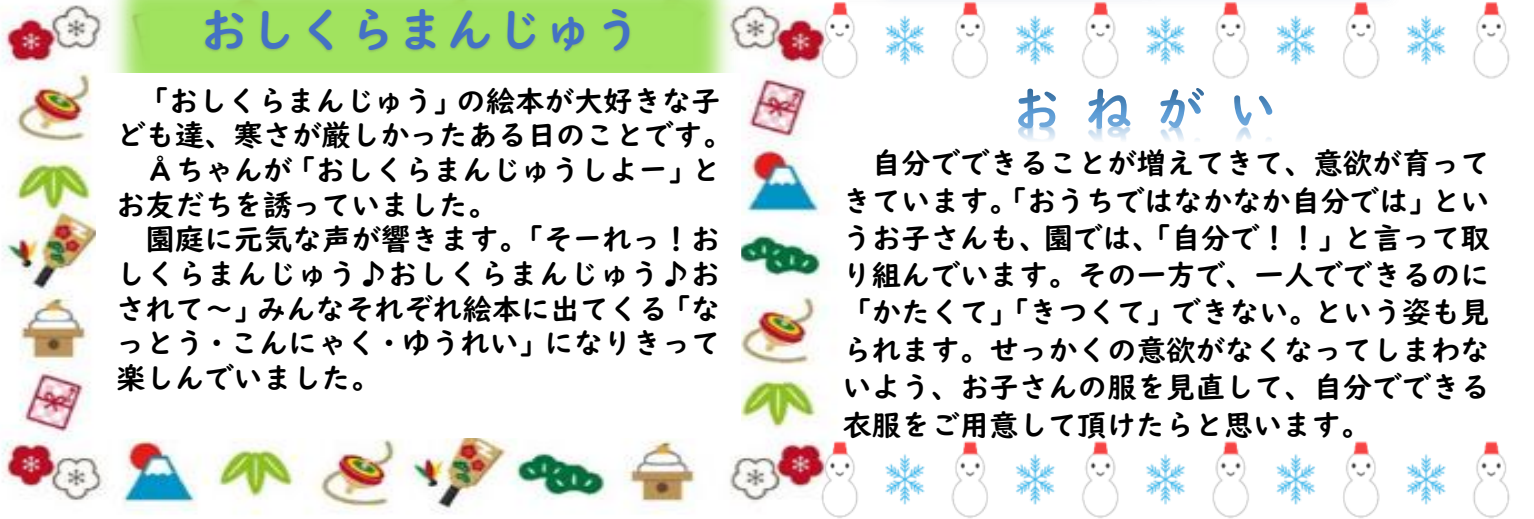 おしくらまんじゅう
「おしくらまんじゅう」の絵本が大好きな子
ども達、寒さが厳しかったある日のことです。
Åちゃんが「おしくらまんじゅうしよー」と
お友だちを誘っていました。
園庭に元気な声が響きます。「そーれっ！お
しくらまんじゅう♪おしくらまんじゅう♪お
されて～」みんなそれぞれ絵本に出てくる「な
っとう・こんにゃく・ゆうれい」になりきって
楽しんでいました。
おねがい
自分でできることが増えてきて、意欲が育って
きています。「おうちではなかなか自分では」とい
うお子さんも、園では、「自分で！！」と言って取
り組んでいます。その一方で、一人でできるのに
「かたくて」「きつくて」できない。という姿も見
られます。せっかくの意欲がなくなってしまわな
いよう、お子さんの服を見直して、自分でできる
衣服をご用意して頂けたらと思います。